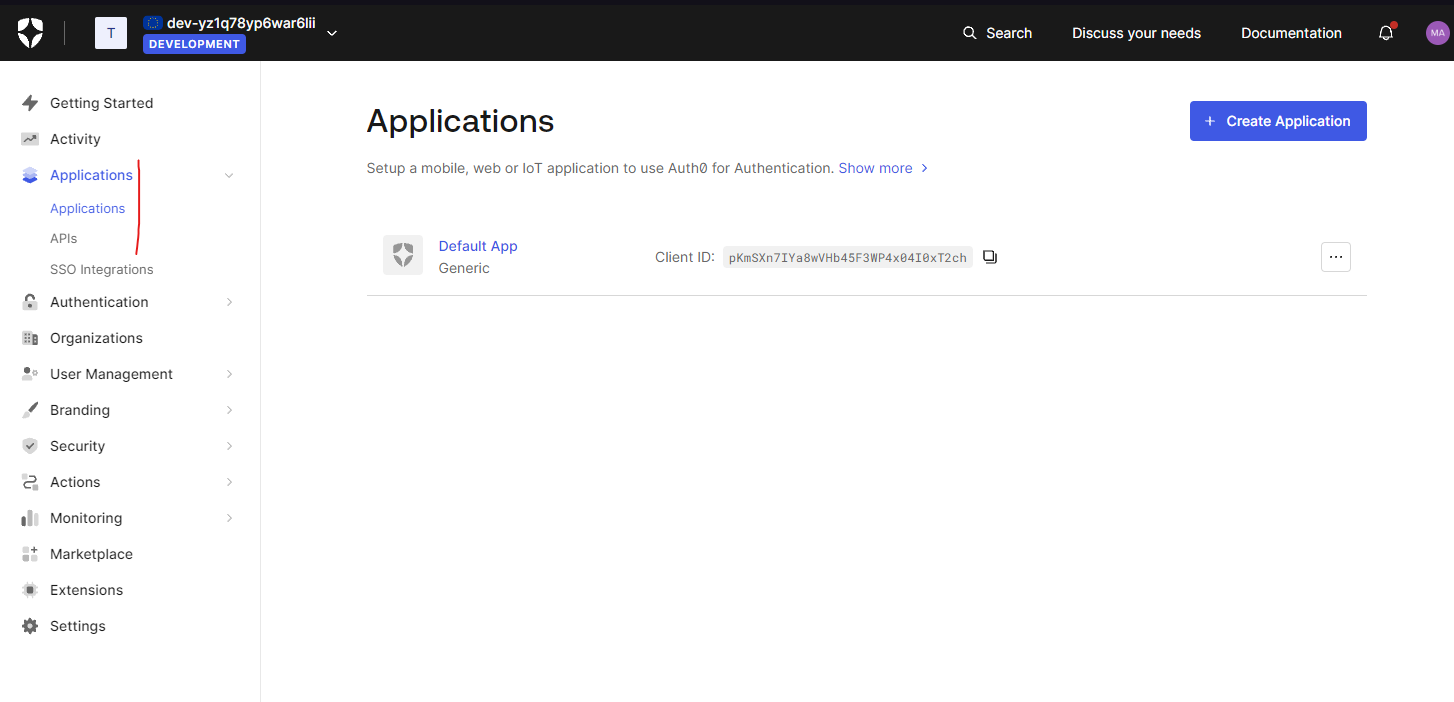 T
dev-yz1q78yp6war6lii
DEVELOPMENT
Search
Discuss your needs
Documentation
MA
Getting Started
Activity
Applications
Applications
APIs
SSO Integrations
Authentication
Organizations
User Management
Branding
Security
Actions
Monitoring
Marketplace
Extensions
Settings
Applications
+ Create Application
Setup a mobile, web or IoT application to use Auth0 for Authentication. Show more
Default App
Generic
Client ID: pKmSXn7IYa8wVHb45F3WP4x04I0xT2ch